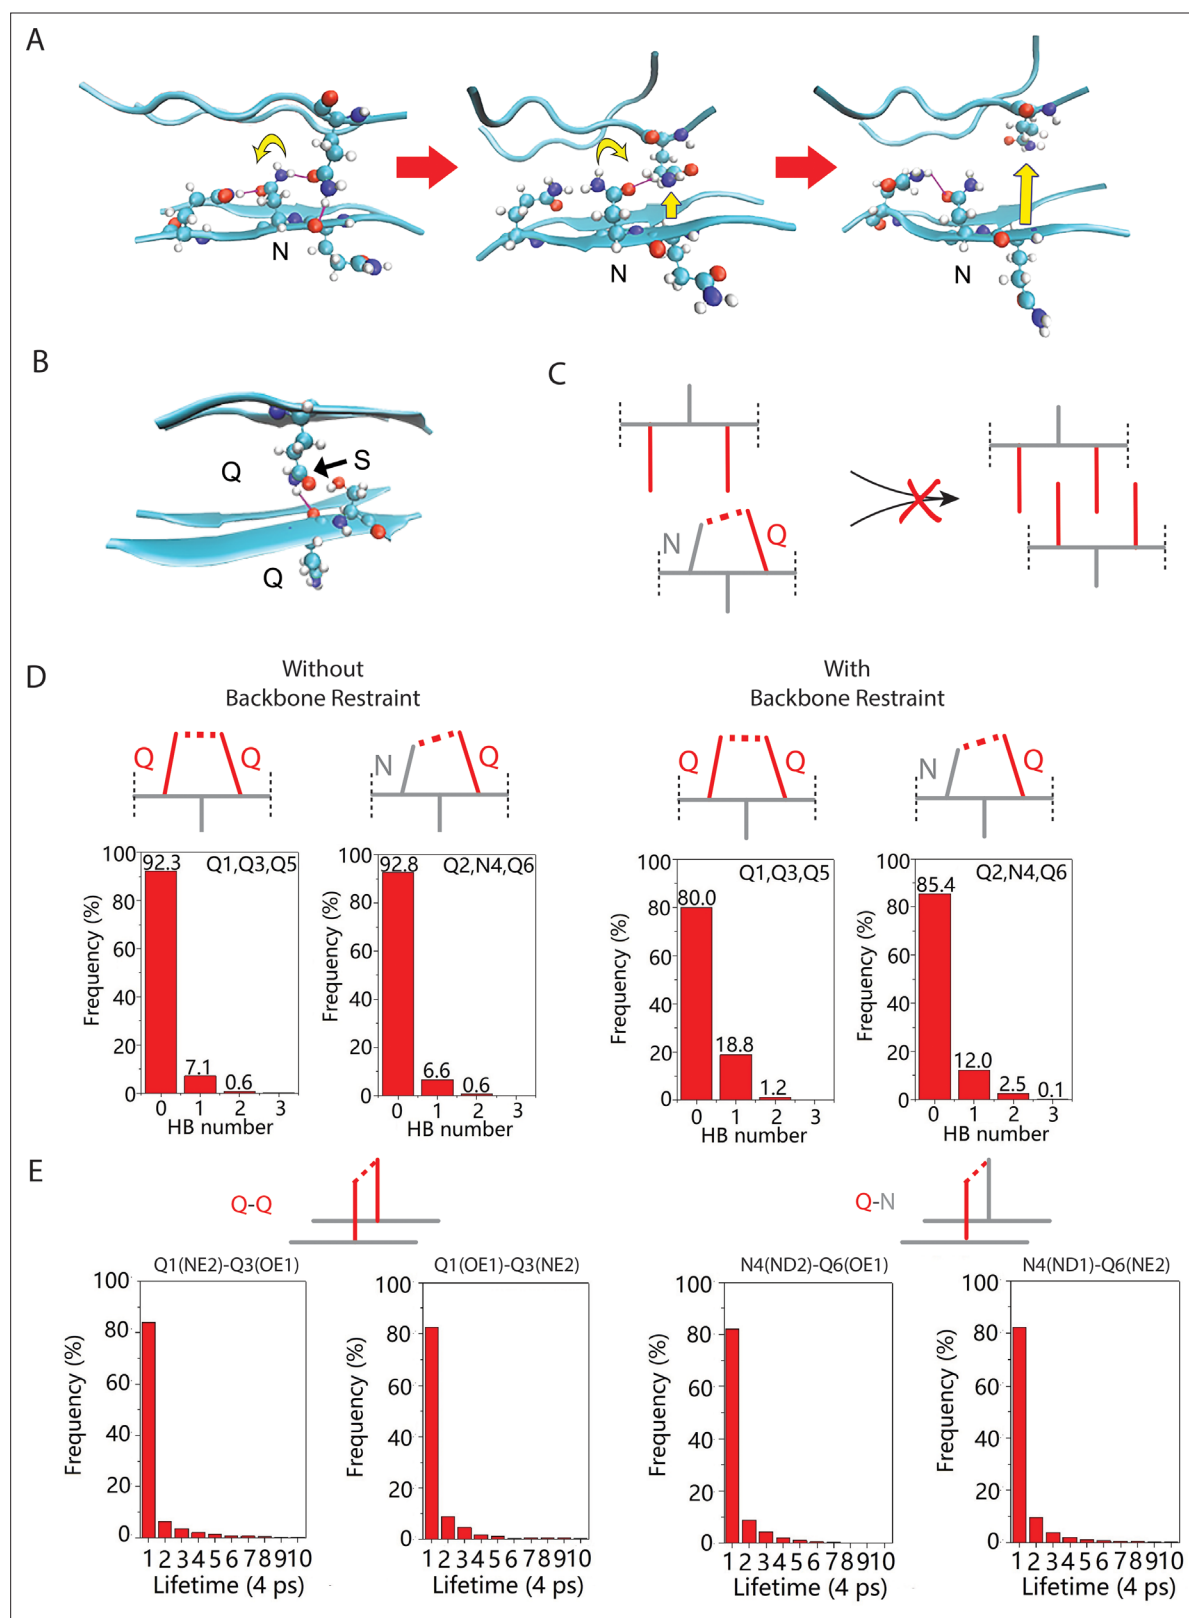 A
N
N
N
B
Q
S
Q
C
N
Q
D
Without
Backbone Restraint
With
Backbone Restraint
Q
Q
N
Q
Q
Q
N
Q
100
80
60
40
20
0
Frequency (%)
92.3
7.1
0.6
Q1,Q3,Q5
0 1 2 3
HB number
100
80
60
40
20
0
Frequency (%)
92.8
6.6
0.6
Q2,N4,Q6
0 1 2 3
HB number
100
80
60
40
20
0
Frequency (%)
80.0
18.8
1.2
Q1,Q3,Q5
0 1 2 3
HB number
100
80
60
40
20
0
Frequency (%)
85.4
12.0
2.5
0.1
Q2,N4,Q6
0 1 2 3
HB number
E
Q-Q
Q-N
Q1(NE2)-Q3(OE1)
100
80
60
40
20
0
Frequency (%)
1 2 3 4 5 6 7 8 9 10
Lifetime (4 ps)
Q1(OE1)-Q3(NE2)
100
80
60
40
20
0
Frequency (%)
1 2 3 4 5 6 7 8 9 10
Lifetime (4 ps)
N4(ND2)-Q6(OE1)
100
80
60
40
20
0
Frequency (%)
1 2 3 4 5 6 7 8 9 10
Lifetime (4 ps)
N4(ND1)-Q6(NE2)
100
80
60
40
20
0
Frequency (%)
1 2 3 4 5 6 7 8 9 10
Lifetime (4 ps)